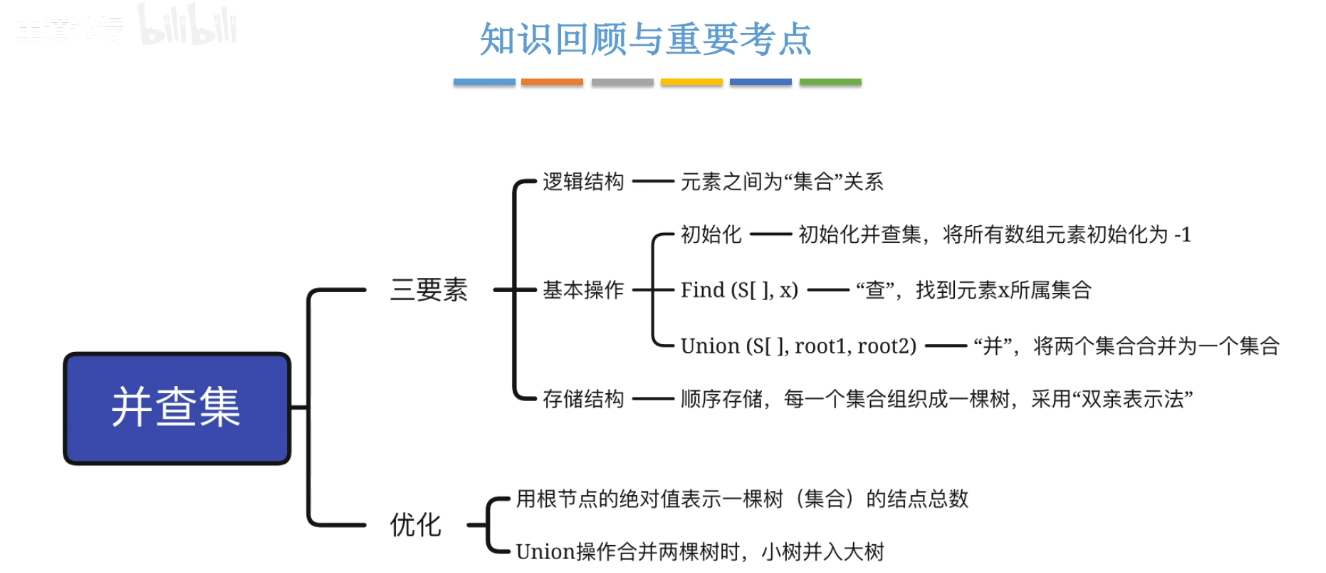 bilibili
知识回顾与重要考点
逻辑结构 元素之间为“集合”关系
初始化 初始化并查集，将所有数组元素初始化为 -1
三要素 基本操作 Find (S[ ], x) “查”，找到元素x所属集合
Union (S[ ], root1, root2) “并”，将两个集合合并为一个集合
存储结构 顺序存储，每一个集合组织成一棵树，采用“双亲表示法”
并查集
用根节点的绝对值表示一棵树（集合）的结点总数
优化
Union操作合并两棵树时，小树并入大树